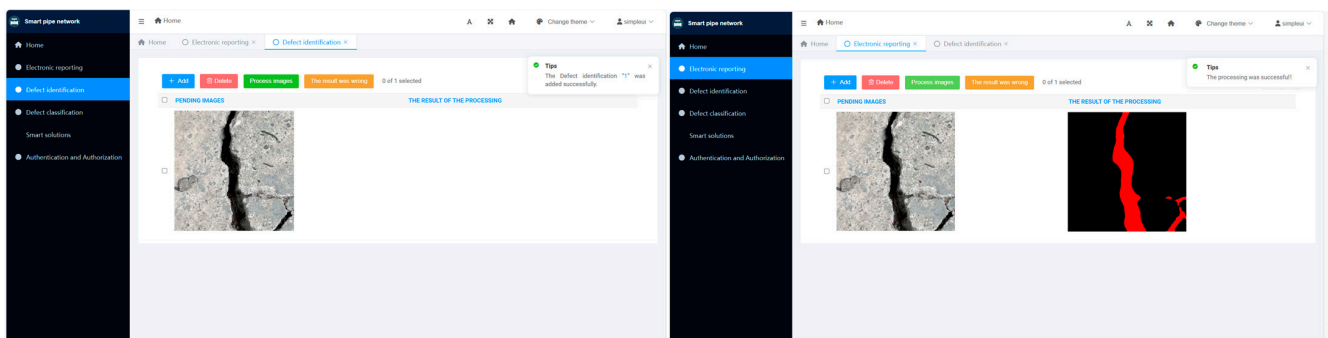 Smart pipe network
Home
Change theme
simpleui
Home
Electronic reporting ×
Defect identification ×
Tips ×
The Defect identification "1" was
added successfully.
Home
Electronic reporting
Defect identification
Defect classification
Smart solutions
Authentication and Authorization
+ Add
Delete
Process images
The result was wrong
0 of 1 selected
PENDING IMAGES
THE RESULT OF THE PROCESSING
Smart pipe network
Home
A
Change theme
simpleui
Home
Electronic reporting ×
Defect identification ×
Tips ×
The processing was successful!
Home
Electronic reporting
Defect identification
Defect classification
Smart solutions
Authentication and Authorization
+ Add
Delete
Process images
The result was wrong
0 of 1 selected
PENDING IMAGES
THE RESULT OF THE PROCESSING